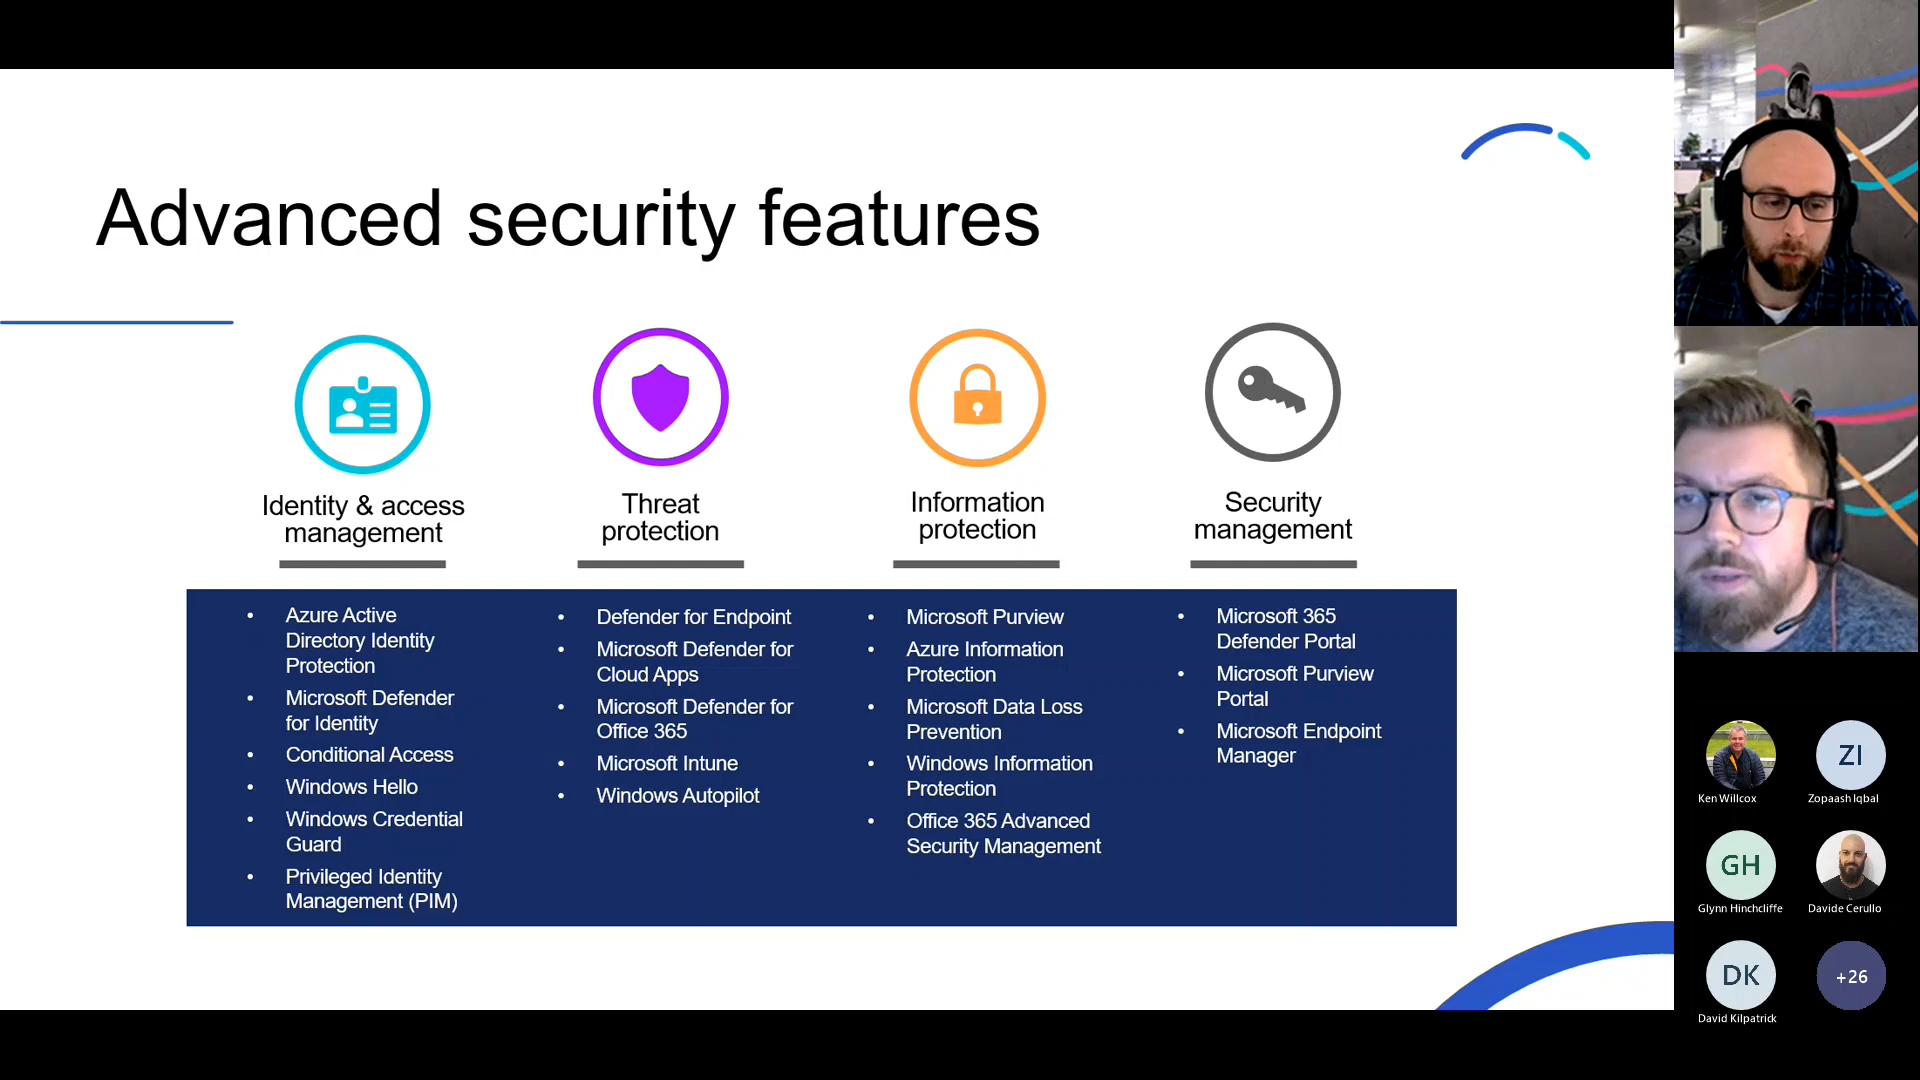 Advanced security features
Identity & access
management
Threat
protection
Information
protection
Security
management
• Azure Active
Directory Identity
Protection
• Microsoft Defender
for Identity
• Conditional Access
• Windows Hello
• Windows Credential
Guard
• Privileged Identity
Management (PIM)
• Defender for Endpoint
• Microsoft Defender for
Cloud Apps
• Microsoft Defender for
Office 365
• Microsoft Intune
• Windows Autopilot
• Microsoft Purview
• Azure Information
Protection
• Microsoft Data Loss
Prevention
• Windows Information
Protection
• Office 365 Advanced
Security Management
• Microsoft 365
Defender Portal
• Microsoft Purview
Portal
• Microsoft Endpoint
Manager
Ken Willcox
ZI
Zopaash Iqbal
GH
Glynn Hinchcliffe
Davide Cerullo
DK
David Kilpatrick
+26